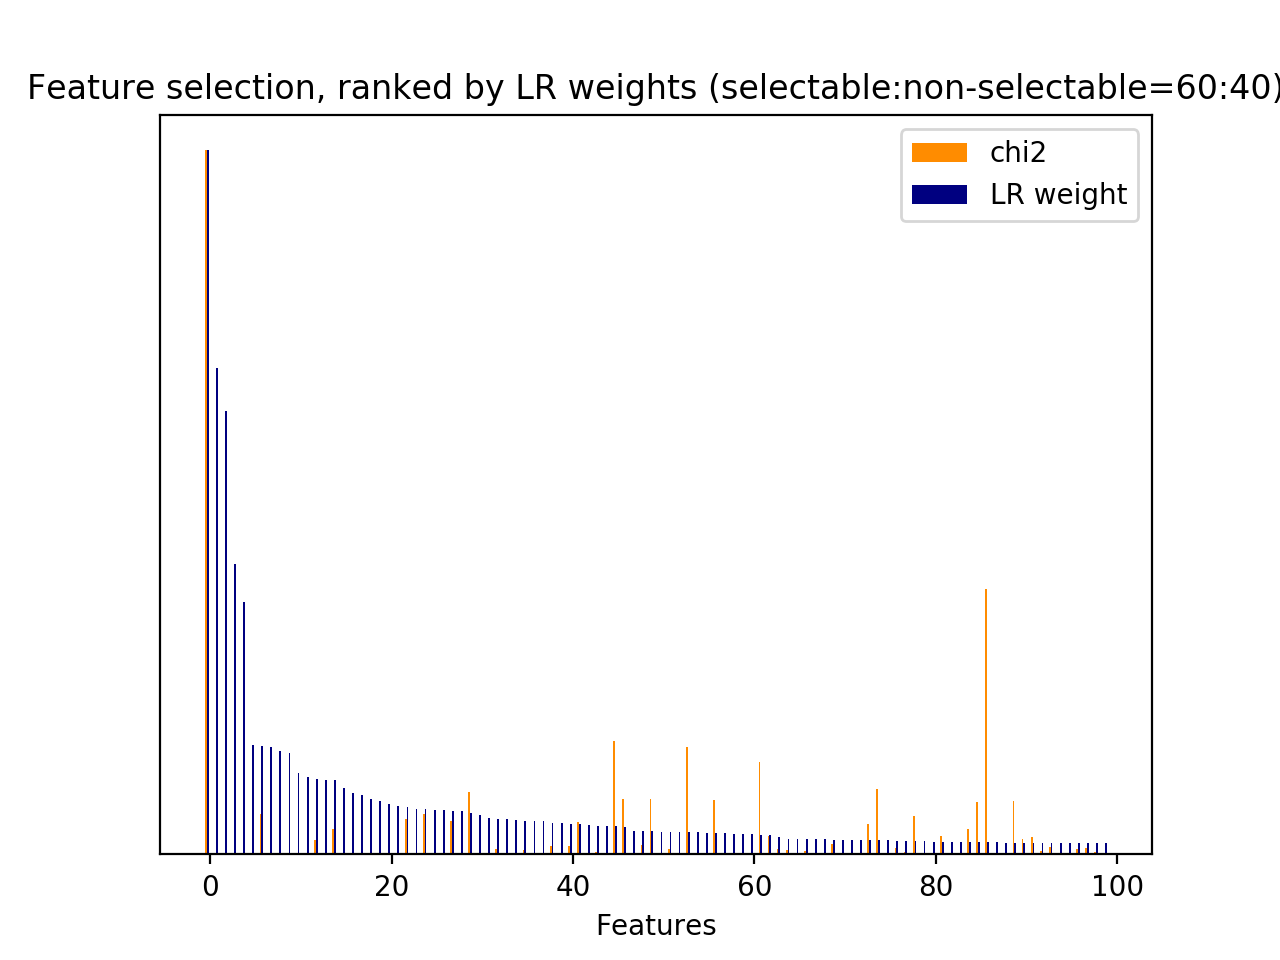 Feature selection, ranked by LR weights (selectable:non-selectable=60:40)
chi2
LR weight
0 20 40 60 80 100
Features